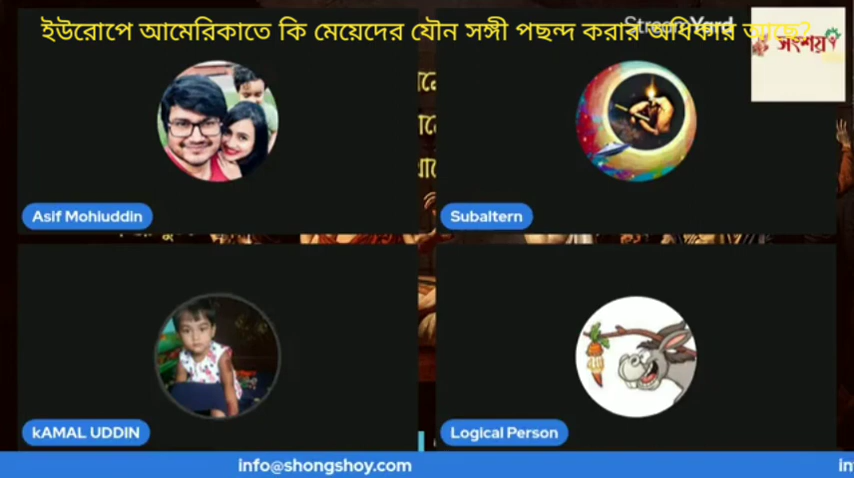 ইউরোপে আমেরিকাতে কি মেয়েদের যৌন সঙ্গী পছন্দ করার অধিকার আছে?
StreamYard
সংশয়
Asif Mohiuddin
Subaltern
kAMAL UDDIN
Logical Person
info@shongshoy.com